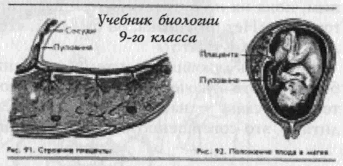 Учебник биологии
9-го класса
Сосуды
Пуповина
Плацента
Пуповина
Рис. 91. Строение плаценты
Рис. 92. Положение плода в матке